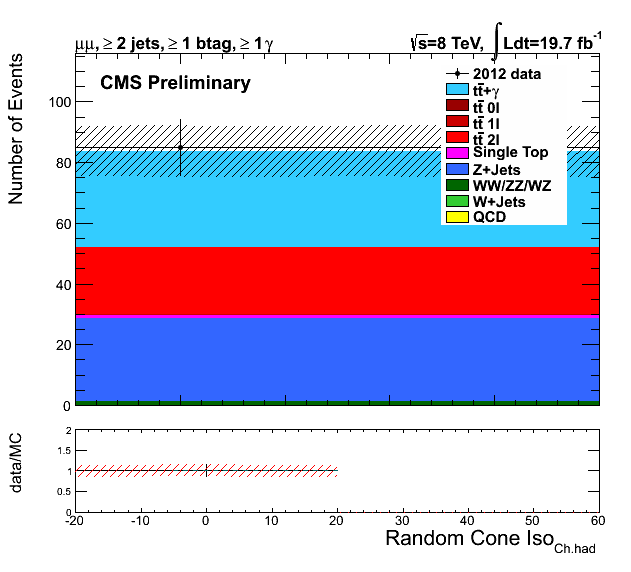 μμ, ≥ 2 jets, ≥ 1 btag, ≥ 1 γ
√s=8 TeV, ∫Ldt=19.7 fb⁻¹
CMS Preliminary
2012 data
tt̄+γ
tt̄ 0l
tt̄ 1l
tt̄ 2l
Single Top
Z+Jets
WW/ZZ/WZ
W+Jets
QCD
Number of Events
100
80
60
40
20
0
data/MC
2
1.5
1
0.5
0
-20 -10 0 10 20 30 40 50 60
Random Cone Iso Ch.had